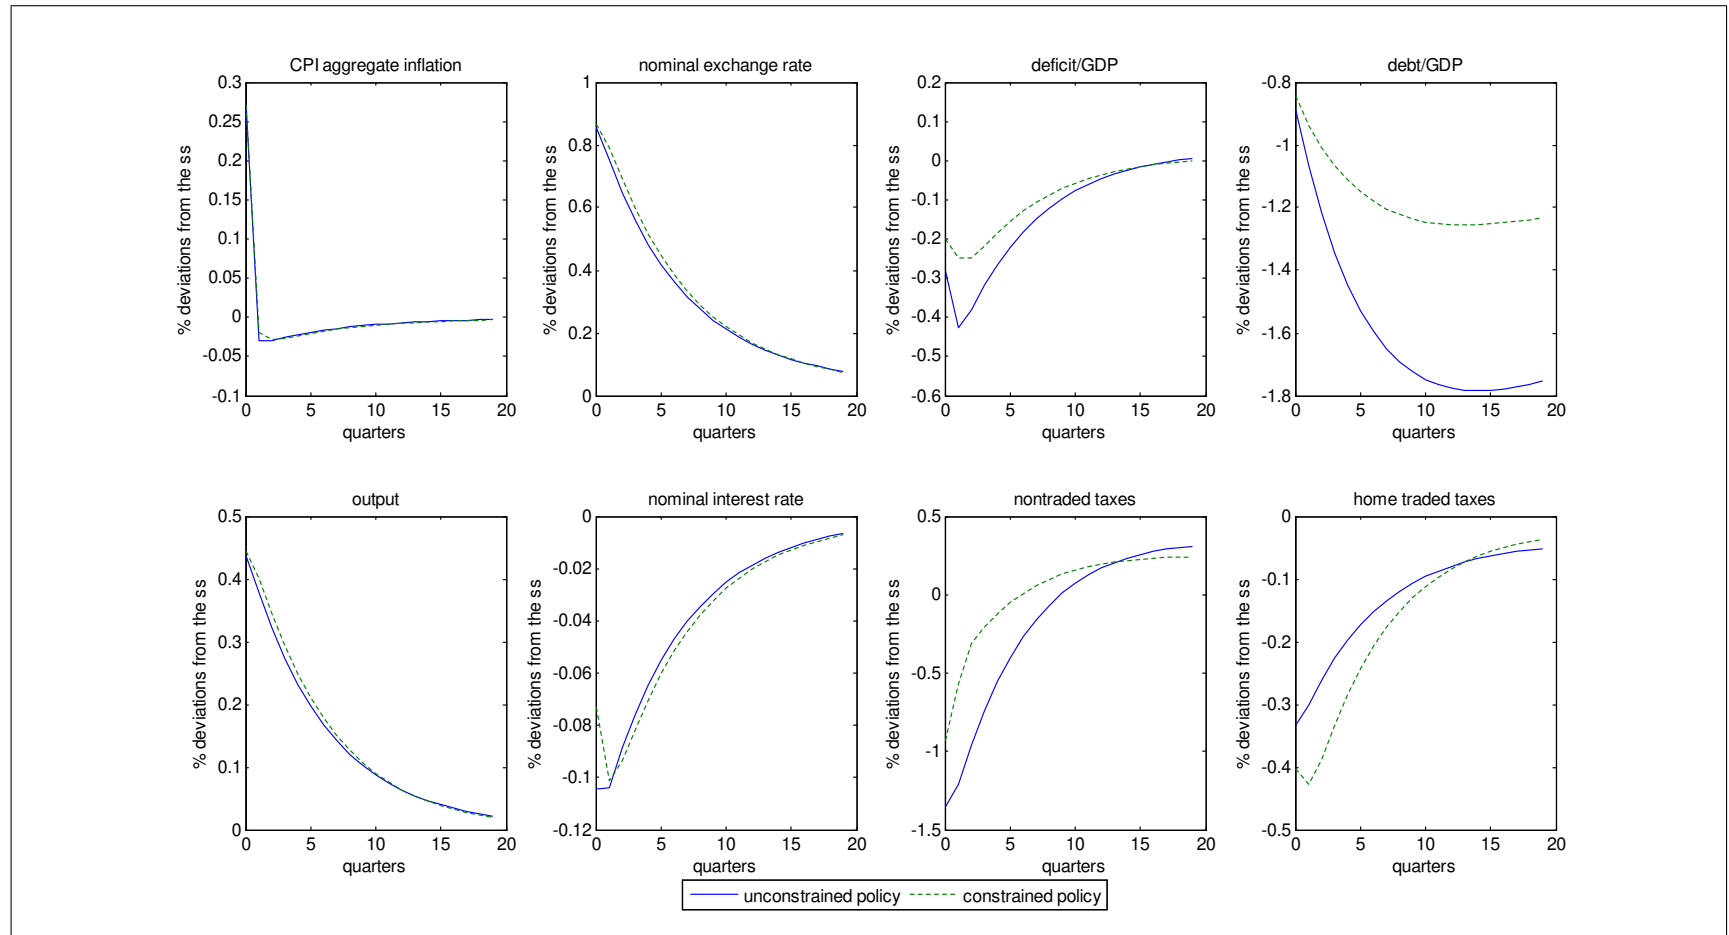 CPI aggregate inflation
% deviations from the ss
0.3
0.25
0.2
0.15
0.1
0.05
0
-0.05
-0.1
0 5 10 15 20
quarters
nominal exchange rate
% deviations from the ss
1
0.8
0.6
0.4
0.2
0
0 5 10 15 20
quarters
deficit/GDP
% deviations from the ss
0.2
0.1
0
-0.1
-0.2
-0.3
-0.4
-0.5
-0.6
0 5 10 15 20
quarters
debt/GDP
% deviations from the ss
-0.8
-1
-1.2
-1.4
-1.6
-1.8
0 5 10 15 20
quarters
output
% deviations from the ss
0.5
0.4
0.3
0.2
0.1
0
0 5 10 15 20
quarters
nominal interest rate
% deviations from the ss
0
-0.02
-0.04
-0.06
-0.08
-0.1
-0.12
0 5 10 15 20
quarters
nontraded taxes
% deviations from the ss
0.5
0
-0.5
-1
-1.5
0 5 10 15 20
quarters
home traded taxes
% deviations from the ss
0
-0.1
-0.2
-0.3
-0.4
-0.5
0 5 10 15 20
quarters
unconstrained policy constrained policy